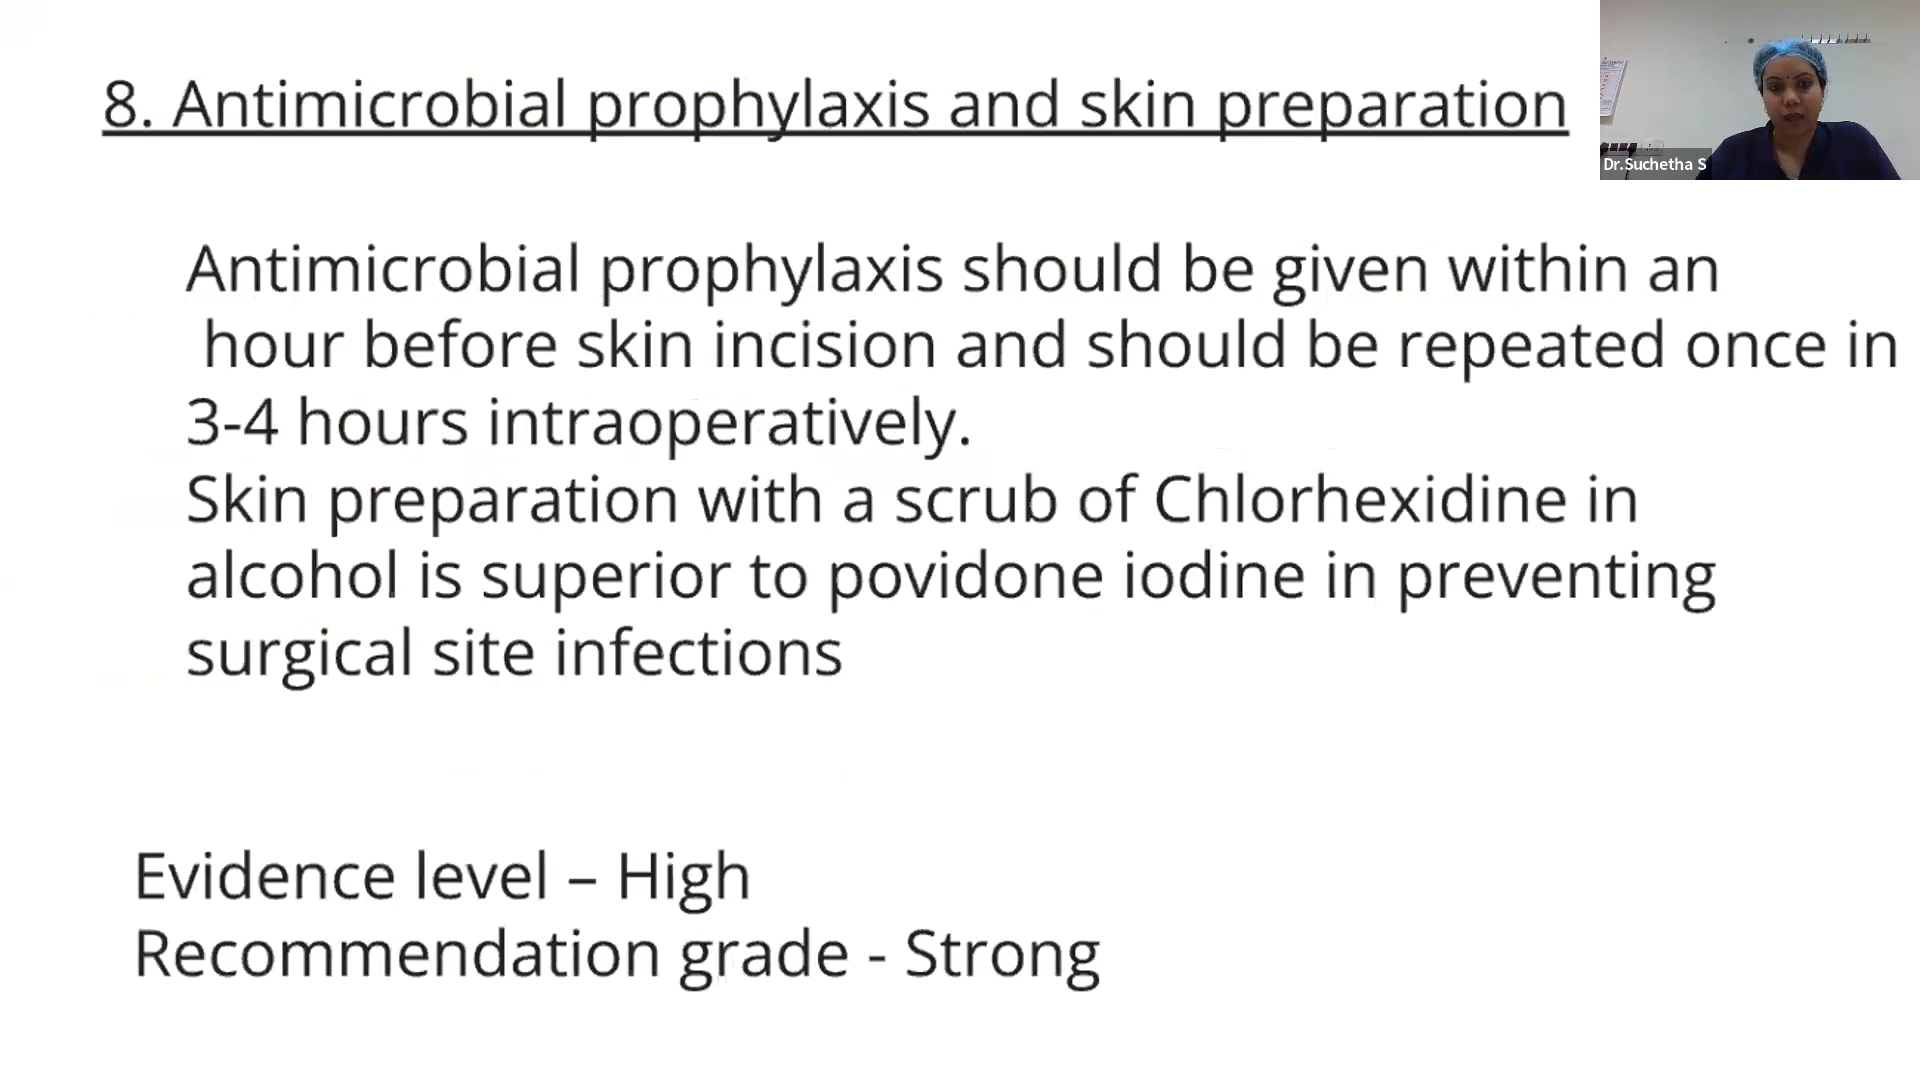 8. Antimicrobial prophylaxis and skin preparation
Dr.Suchetha S
Antimicrobial prophylaxis should be given within an
hour before skin incision and should be repeated once in
3-4 hours intraoperatively.
Skin preparation with a scrub of Chlorhexidine in
alcohol is superior to povidone iodine in preventing
surgical site infections
Evidence level – High
Recommendation grade - Strong